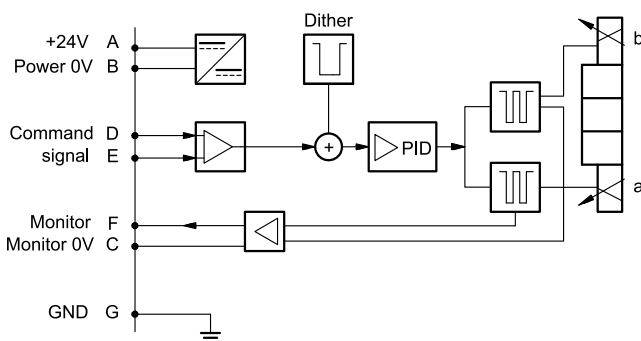 Dither
+24V A
Power 0V B
b
Command D
signal E
+
PID
a
Monitor F
Monitor 0V C
GND G